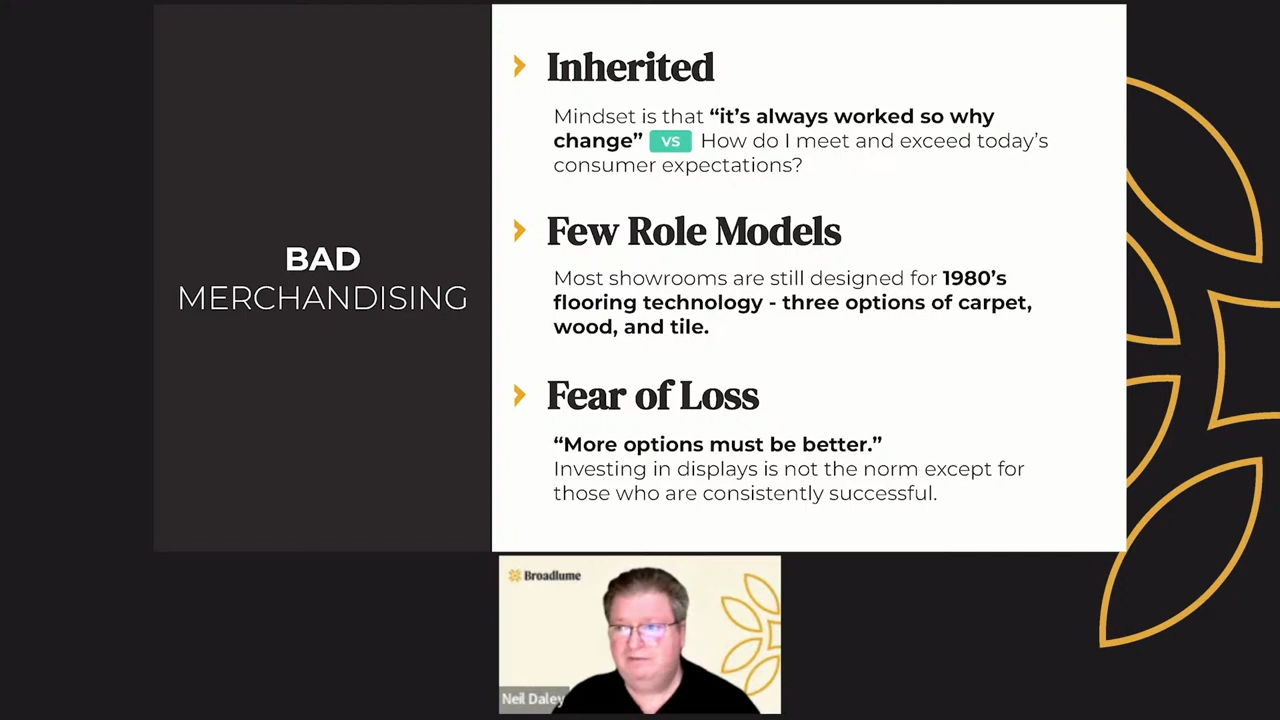 BAD
MERCHANDISING
Inherited
Mindset is that “it’s always worked so why
change” VS How do I meet and exceed today’s
consumer expectations?
Few Role Models
Most showrooms are still designed for 1980’s
flooring technology - three options of carpet,
wood, and tile.
Fear of Loss
“More options must be better.”
Investing in displays is not the norm except for
those who are consistently successful.
Broadlume
Neil Daley